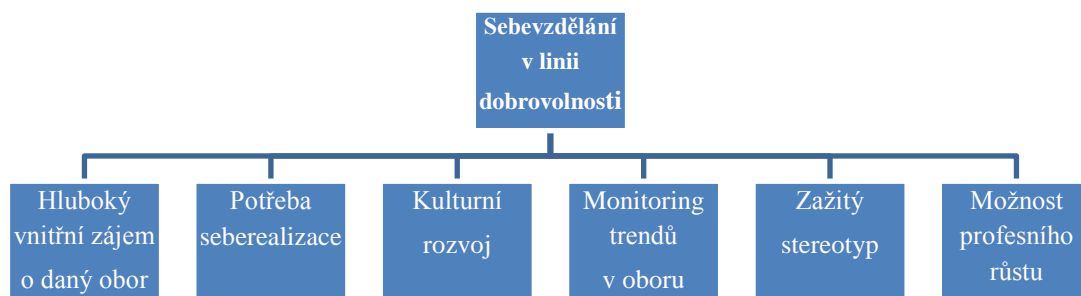 Sebevzdělání
v linii
dobrovolnosti
Hluboký
vnitřní zájem
o daný obor
Potřeba
seberealizace
Kulturní
rozvoj
Monitoring
trendů
v oboru
Zažitý
stereotyp
Možnost
profesního
růstu